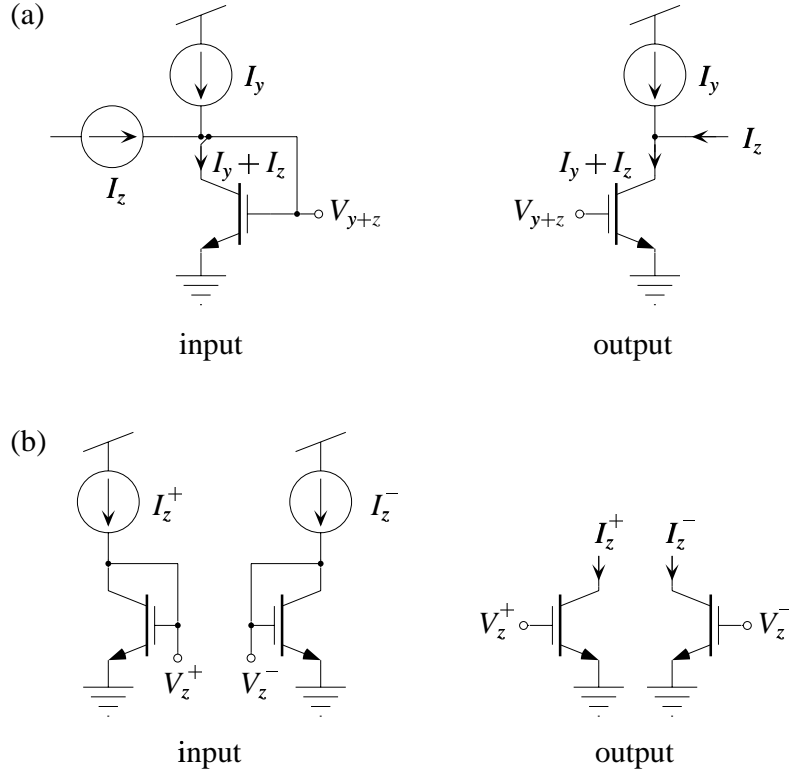 (a)
I_y
I_y
I_z
I_y + I_z
V_{y+z}
I_y + I_z
I_z
V_{y+z}
input
output
(b)
I_z^+
I_z^-
I_z^+
I_z^-
V_z^+
V_z^-
V_z^+
V_z^-
input
output